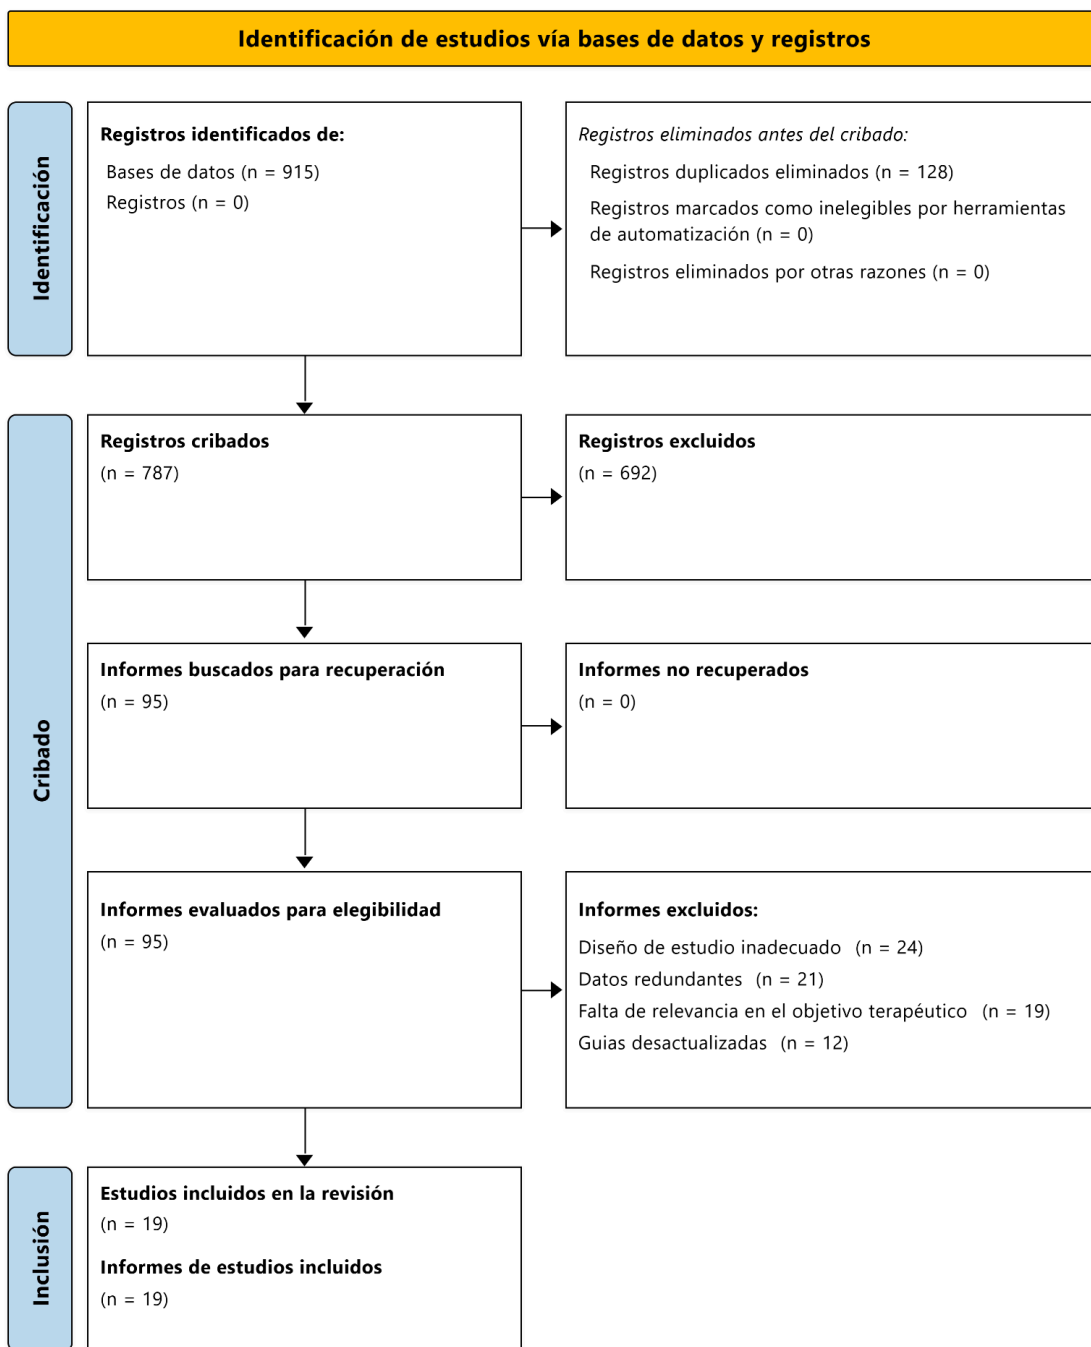 Identificación de estudios vía bases de datos y registros
Identificación
Registros identificados de:
Bases de datos (n = 915)
Registros (n = 0)
Registros eliminados antes del cribado:
Registros duplicados eliminados (n = 128)
Registros marcados como inelegibles por herramientas
de automatización (n = 0)
Registros eliminados por otras razones (n = 0)
Cribado
Registros cribados
(n = 787)
Registros excluidos
(n = 692)
Informes buscados para recuperación
(n = 95)
Informes no recuperados
(n = 0)
Informes evaluados para elegibilidad
(n = 95)
Informes excluidos:
Diseño de estudio inadecuado (n = 24)
Datos redundantes (n = 21)
Falta de relevancia en el objetivo terapéutico (n = 19)
Guias desactualizadas (n = 12)
Inclusión
Estudios incluidos en la revisión
(n = 19)
Informes de estudios incluidos
(n = 19)